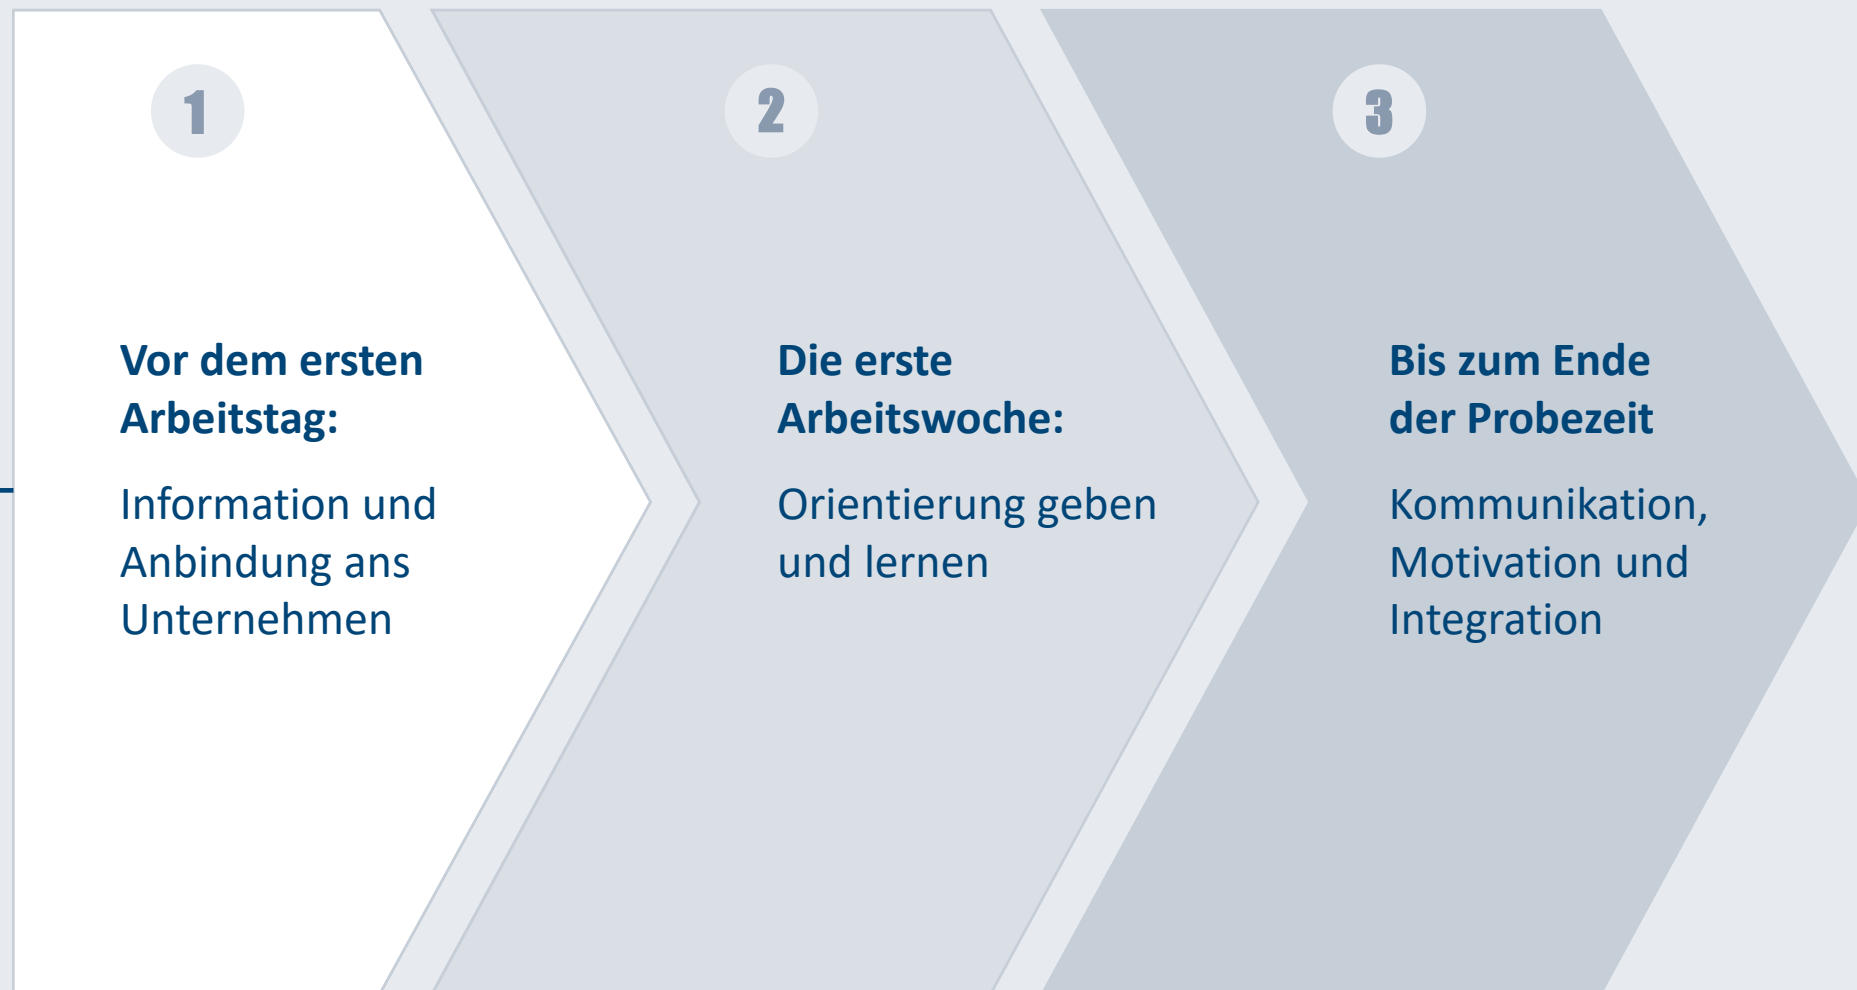 1
Vor dem ersten
Arbeitstag:
Information und
Anbindung ans
Unternehmen
2
Die erste
Arbeitswoche:
Orientierung geben
und lernen
3
Bis zum Ende
der Probezeit
Kommunikation,
Motivation und
Integration